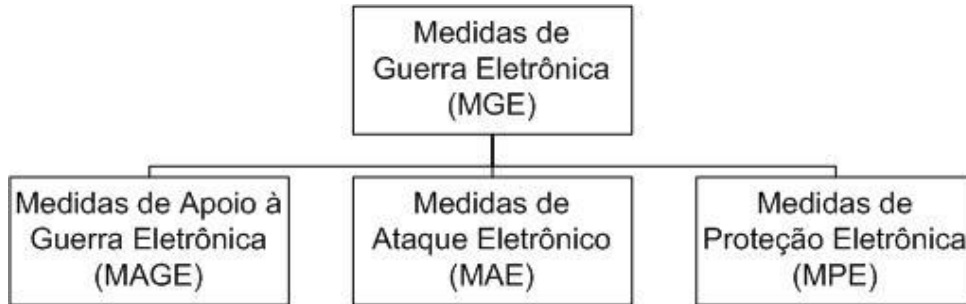 Medidas de
Guerra Eletrônica
(MGE)
Medidas de Apoio à
Guerra Eletrônica
(MAGE)
Medidas de
Ataque Eletrônico
(MAE)
Medidas de
Proteção Eletrônica
(MPE)